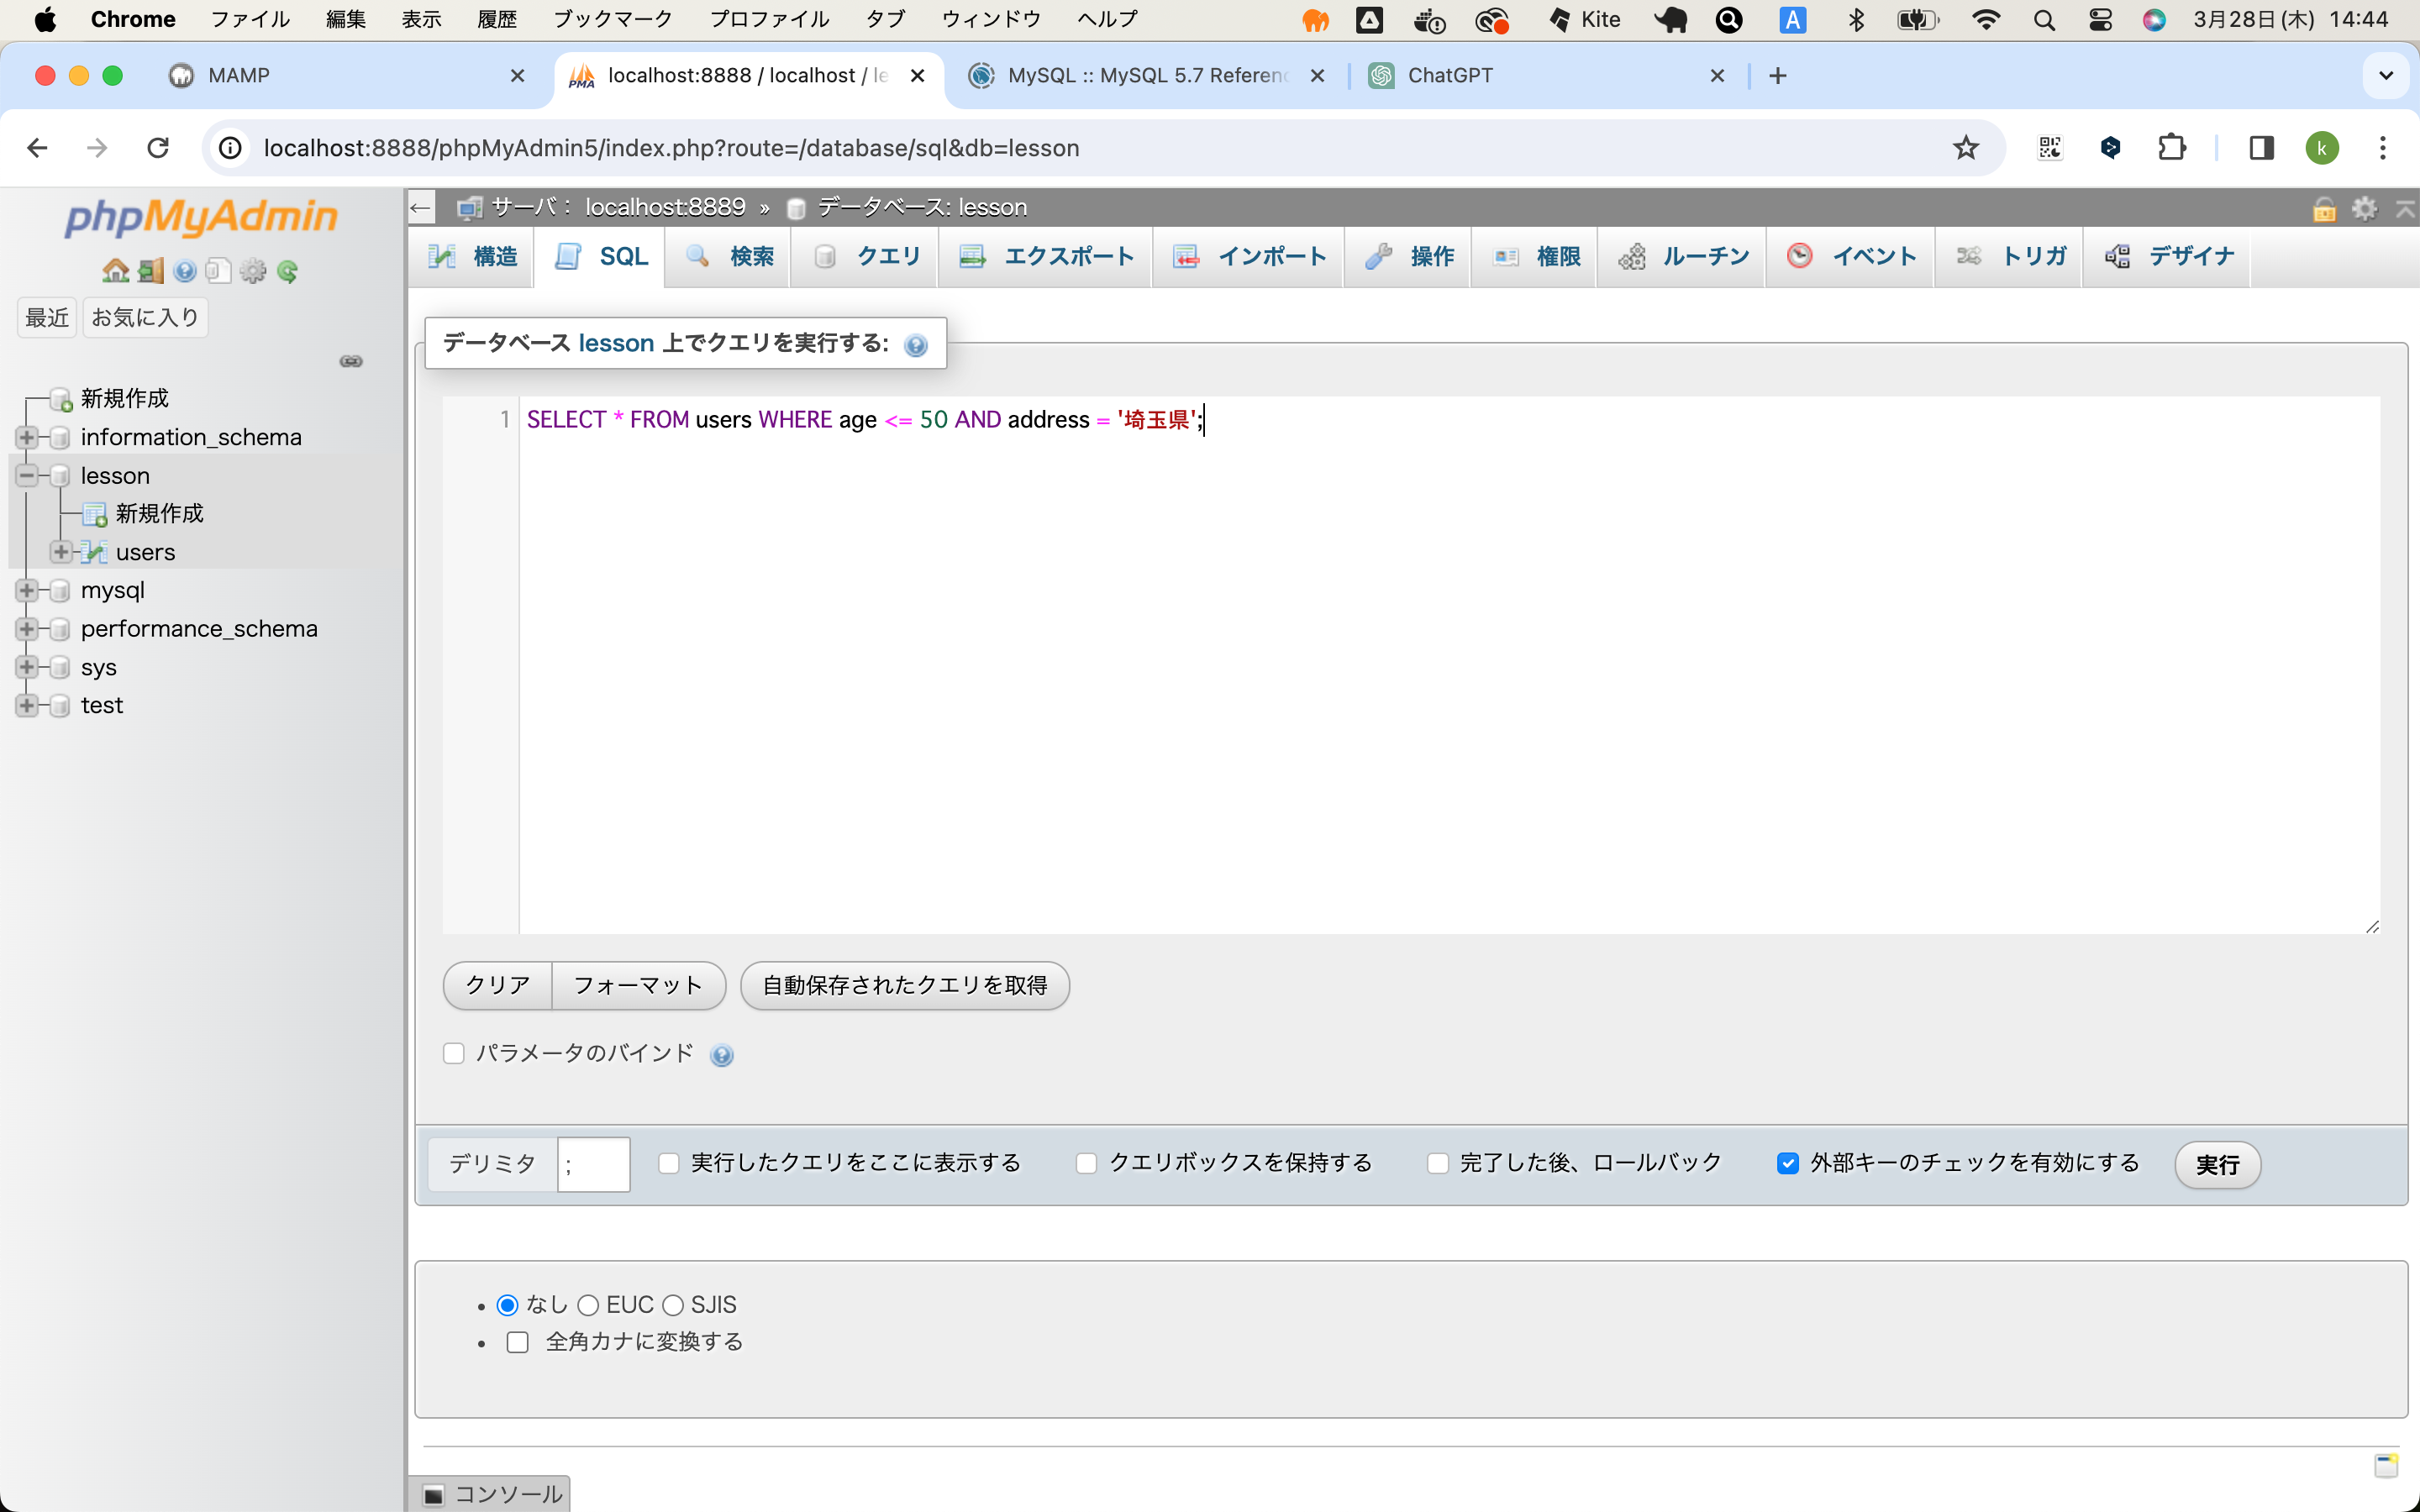 Chrome ファイル 編集 表示 履歴 ブックマーク プロファイル タブ ウィンドウ ヘルプ Kite A 3月28日(木) 14:44
MAMP localhost:8888 / localhost / le MySQL :: MySQL 5.7 Referen ChatGPT
localhost:8888/phpMyAdmin5/index.php?route=/database/sql&db=lesson k
phpMyAdmin
最近 お気に入り
新規作成
information_schema
lesson
新規作成
users
mysql
performance_schema
sys
test
サーバ: localhost:8889 » データベース: lesson
構造 SQL 検索 クエリ エクスポート インポート 操作 権限 ルーチン イベント トリガ デザイナ
データベース lesson 上でクエリを実行する:
1 SELECT * FROM users WHERE age <= 50 AND address = '埼玉県';
クリア フォーマット 自動保存されたクエリを取得
パラメータのバインド
デリミタ ; 実行したクエリをここに表示する クエリボックスを保持する 完了した後、ロールバック 外部キーのチェックを有効にする 実行
なし EUC SJIS
全角カナに変換する
コンソール